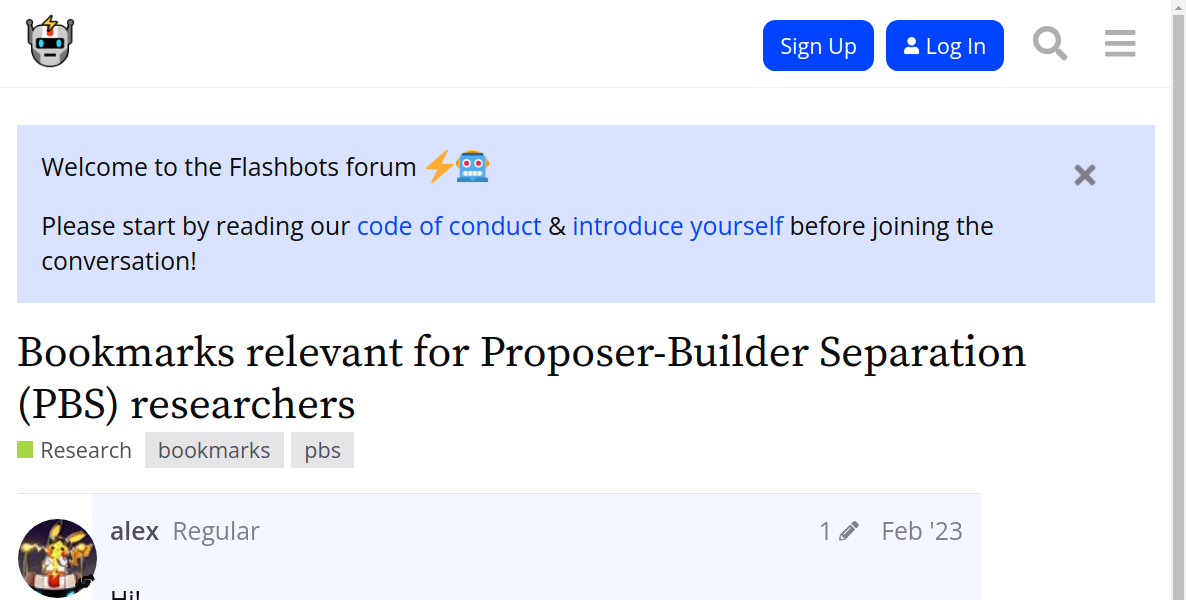 Sign Up
Log In
Welcome to the Flashbots forum
Please start by reading our code of conduct & introduce yourself before joining the
conversation!
Bookmarks relevant for Proposer-Builder Separation
(PBS) researchers
Research bookmarks pbs
alex Regular 1 Feb '23
Hi!